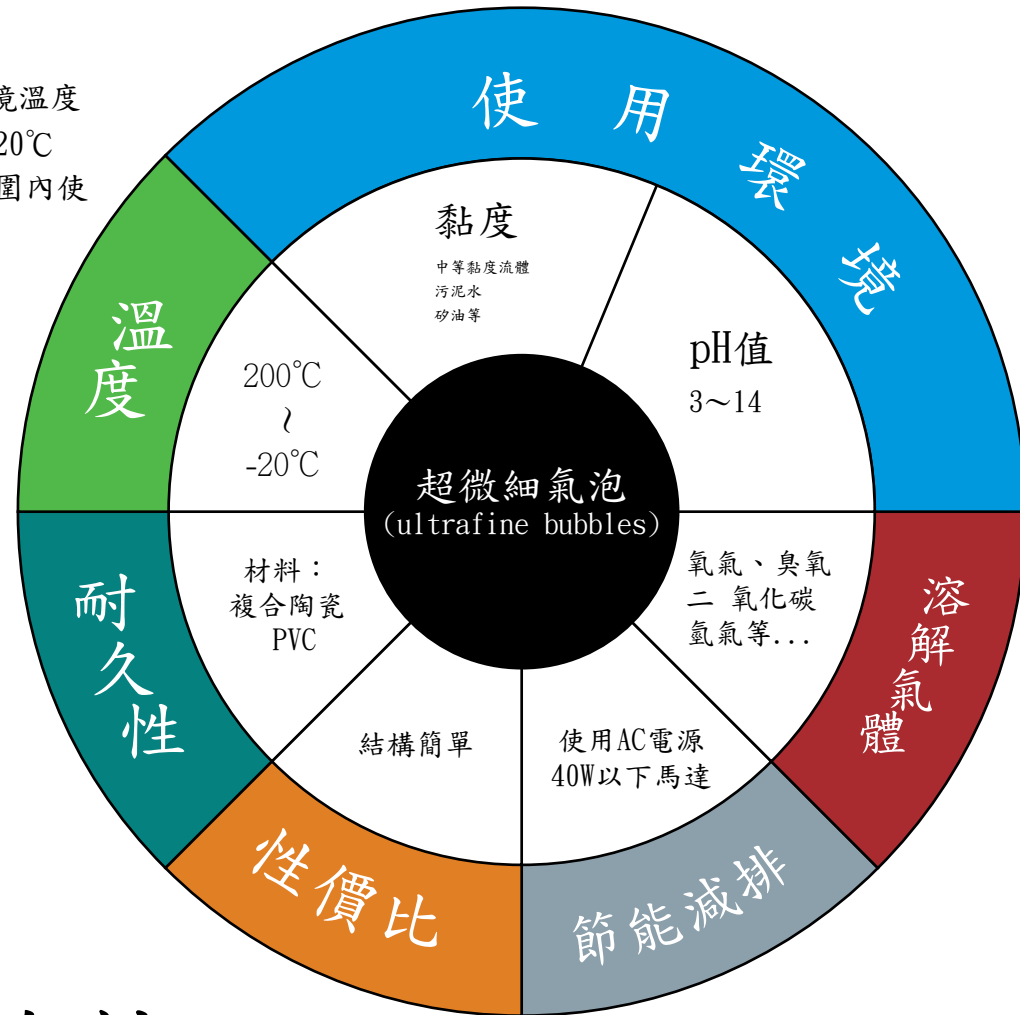 境溫度
20℃
圍內使
使用環境
黏度
中等黏度流體
污泥水
矽油等
pH值
3～14
溫度
200℃
～
-20℃
超微細氣泡
(ultrafine bubbles)
耐久性
材料：
複合陶瓷
PVC
氧氣、臭氧
二 氧化碳
氫氣等...
溶解氣體
結構簡單
使用AC電源
40W以下馬達
性價比
節能減排